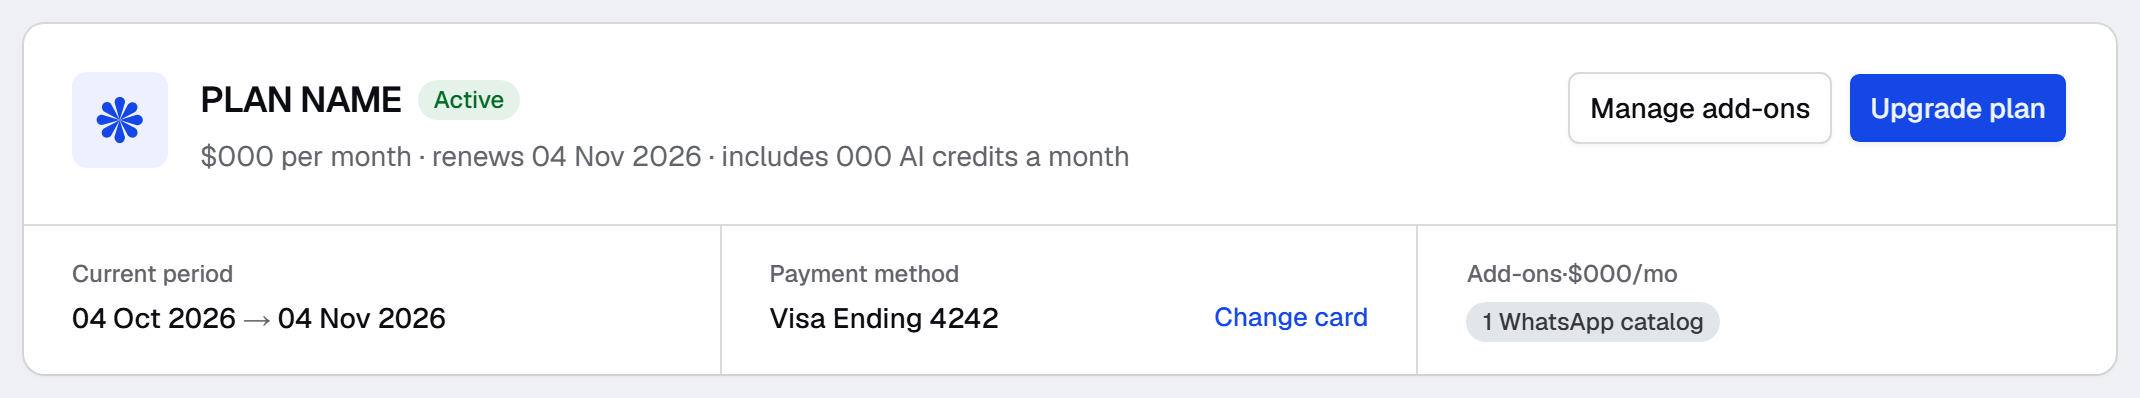 PLAN NAME Active
$000 per month · renews 04 Nov 2026 · includes 000 AI credits a month
Manage add-ons
Upgrade plan
Current period
04 Oct 2026 → 04 Nov 2026
Payment method
Visa Ending 4242
Change card
Add-ons·$000/mo
1 WhatsApp catalog